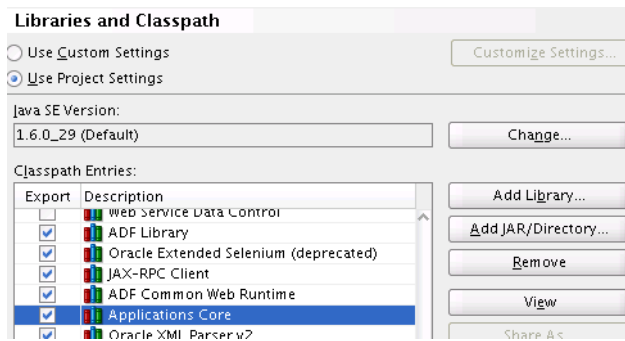 Libraries and Classpath
Use Custom Settings
Customize Settings...
Use Project Settings
Java SE Version:
1.6.0_29 (Default)
Change...
Classpath Entries:
Export Description
Add Library...
Web Service Data Control
ADF Library
Add JAR/Directory...
Oracle Extended Selenium (deprecated)
JAX-RPC Client
Remove
ADF Common Web Runtime
View
Applications Core
Oracle XML Parser v2
Share As...